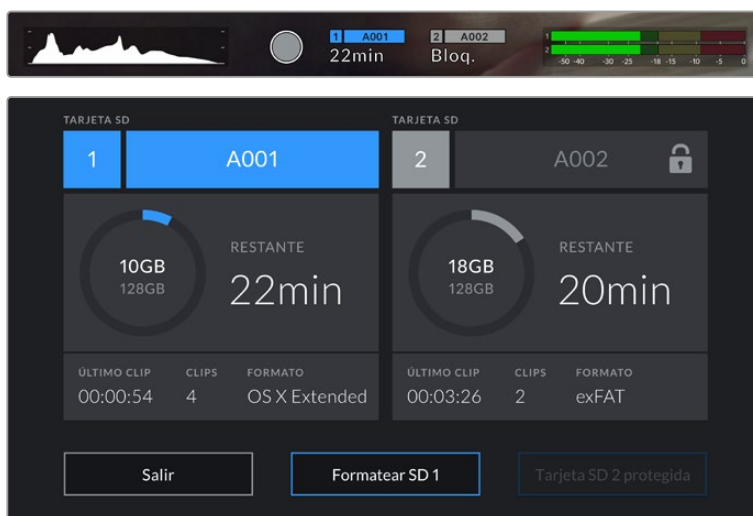 1 A001 2 A002 1
22min Bloq. 2
-50 -40 -30 -25 -18 -15 -10 -5 0
TARJETA SD TARJETA SD
1 A001 2 A002
10GB RESTANTE 18GB RESTANTE
128GB 22min 128GB 20min
ÚLTIMO CLIP CLIPS FORMATO ÚLTIMO CLIP CLIPS FORMATO
00:00:54 4 OS X Extended 00:03:26 2 exFAT
Salir Formatear SD 1 Tarjeta SD 2 protegida